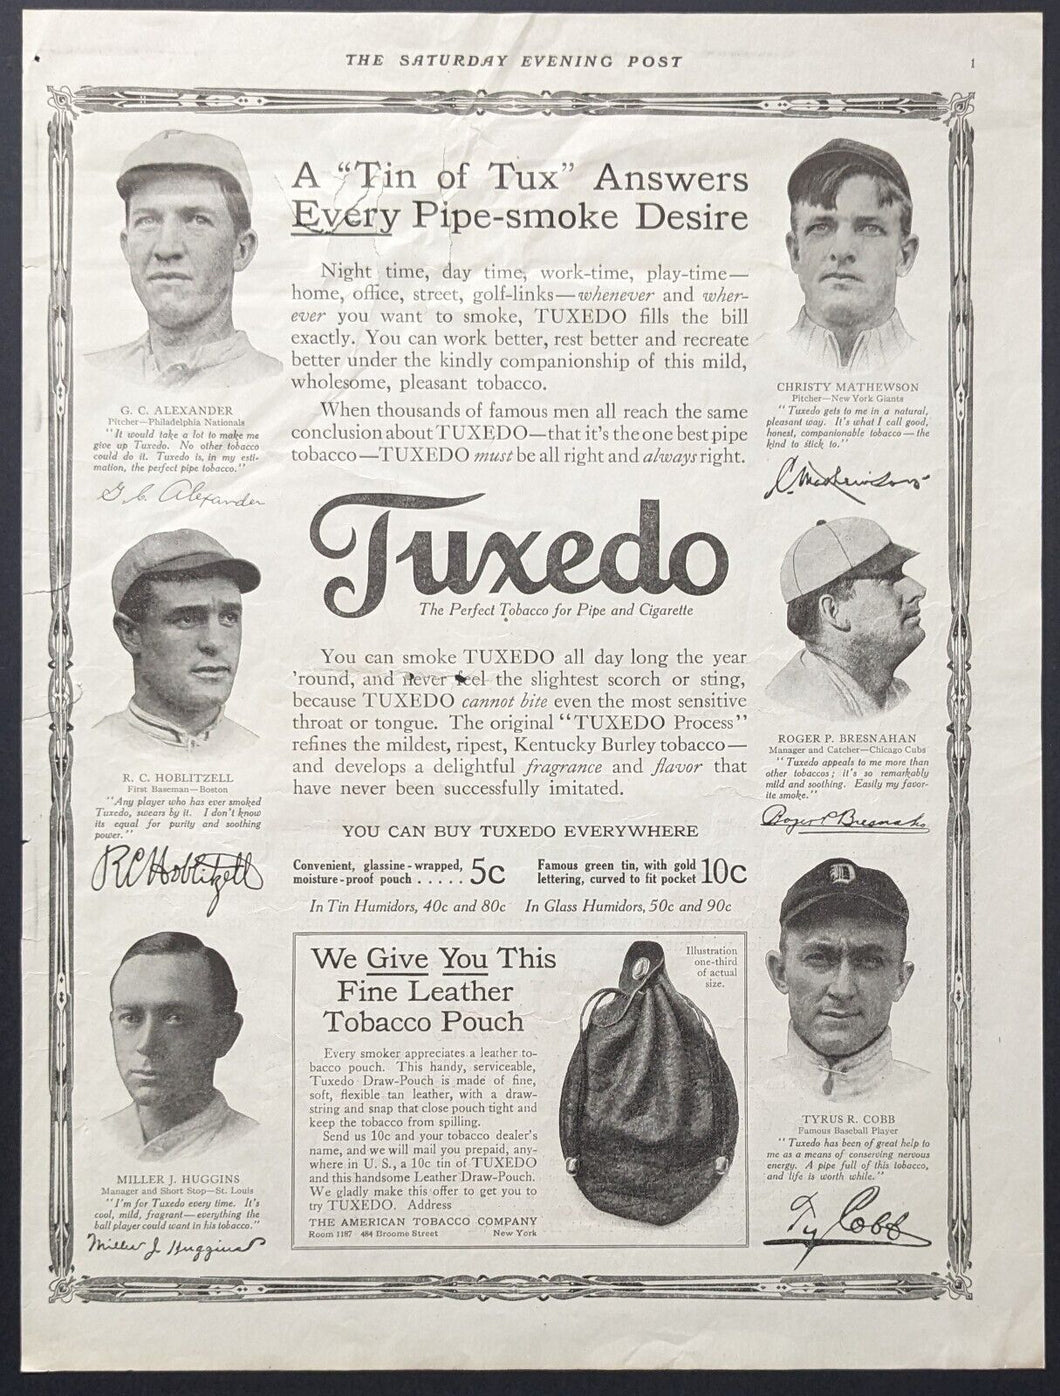 THE SATURDAY EVENING POST
1
A "Tin of Tux" Answers
Every Pipe-smoke Desire
Night time, day time, work-time, play-time—
home, office, street, golf-links—whenever and wher-
ever you want to smoke, TUXEDO fills the bill
exactly. You can work better, rest better and recreate
better under the kindly companionship of this mild,
wholesome, pleasant tobacco.
When thousands of famous men all reach the same
conclusion about TUXEDO—that it's the one best pipe
tobacco—TUXEDO must be all right and always right.
G. C. ALEXANDER
Pitcher—Philadelphia Nationals
"It would take a lot to make me
give up Tuxedo. No other tobacco
could do it. Tuxedo is, in my esti-
mation, the perfect pipe tobacco."
G. C. Alexander
CHRISTY MATHEWSON
Pitcher—New York Giants
"Tuxedo gets to me in a natural,
pleasant way. It's what I call good,
honest, companionable tobacco—the
kind to stick to."
C. Mathewson
Tuxedo
The Perfect Tobacco for Pipe and Cigarette
You can smoke TUXEDO all day long the year
'round, and never feel the slightest scorch or sting,
because TUXEDO cannot bite even the most sensitive
throat or tongue. The original "TUXEDO Process"
refines the mildest, ripest, Kentucky Burley tobacco—
and develops a delightful fragrance and flavor that
have never been successfully imitated.
R. C. HOBLITZELL
First Baseman—Boston
"Any player who has ever smoked
Tuxedo, swears by it. I don't know
its equal for purity and soothing
power."
R C Hoblitzell
ROGER P. BRESNAHAN
Manager and Catcher—Chicago Cubs
"Tuxedo appeals to me more than
other tobaccos; it's so remarkably
mild and soothing. Easily my favor-
ite smoke."
Roger P Bresnahan
YOU CAN BUY TUXEDO EVERYWHERE
Convenient, glassine-wrapped,
moisture-proof pouch . . . . . 5c
Famous green tin, with gold
lettering, curved to fit pocket 10c
In Tin Humidors, 40c and 80c In Glass Humidors, 50c and 90c
We Give You This
Fine Leather
Tobacco Pouch
Illustration
one-third
of actual
size.
Every smoker appreciates a leather to-
bacco pouch. This handy, serviceable,
Tuxedo Draw-Pouch is made of fine,
soft, flexible tan leather, with a draw-
string and snap that close pouch tight and
keep the tobacco from spilling.
Send us 10c and your tobacco dealer's
name, and we will mail you prepaid, any-
where in U. S., a 10c tin of TUXEDO
and this handsome Leather Draw-Pouch.
We gladly make this offer to get you to
try TUXEDO. Address
THE AMERICAN TOBACCO COMPANY
Room 1187 484 Broome Street New York
MILLER J. HUGGINS
Manager and Short Stop—St. Louis
"I'm for Tuxedo every time. It's
cool, mild, fragrant—everything the
ball player could want in his tobacco."
Miller J. Huggins
D
TYRUS R. COBB
Famous Baseball Player
"Tuxedo has been of great help to
me as a means of conserving nervous
energy. A pipe full of this tobacco,
and life is worth while."
Ty Cobb